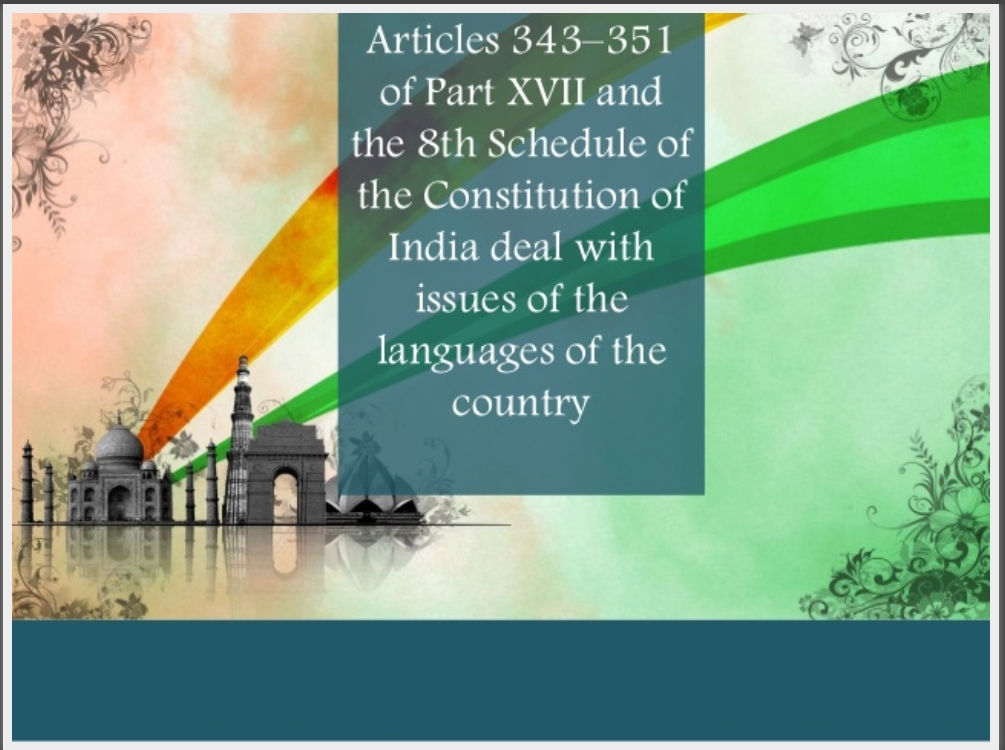 Articles 343–351
of Part XVII and
the 8th Schedule of
the Constitution of
India deal with
issues of the
languages of the
country